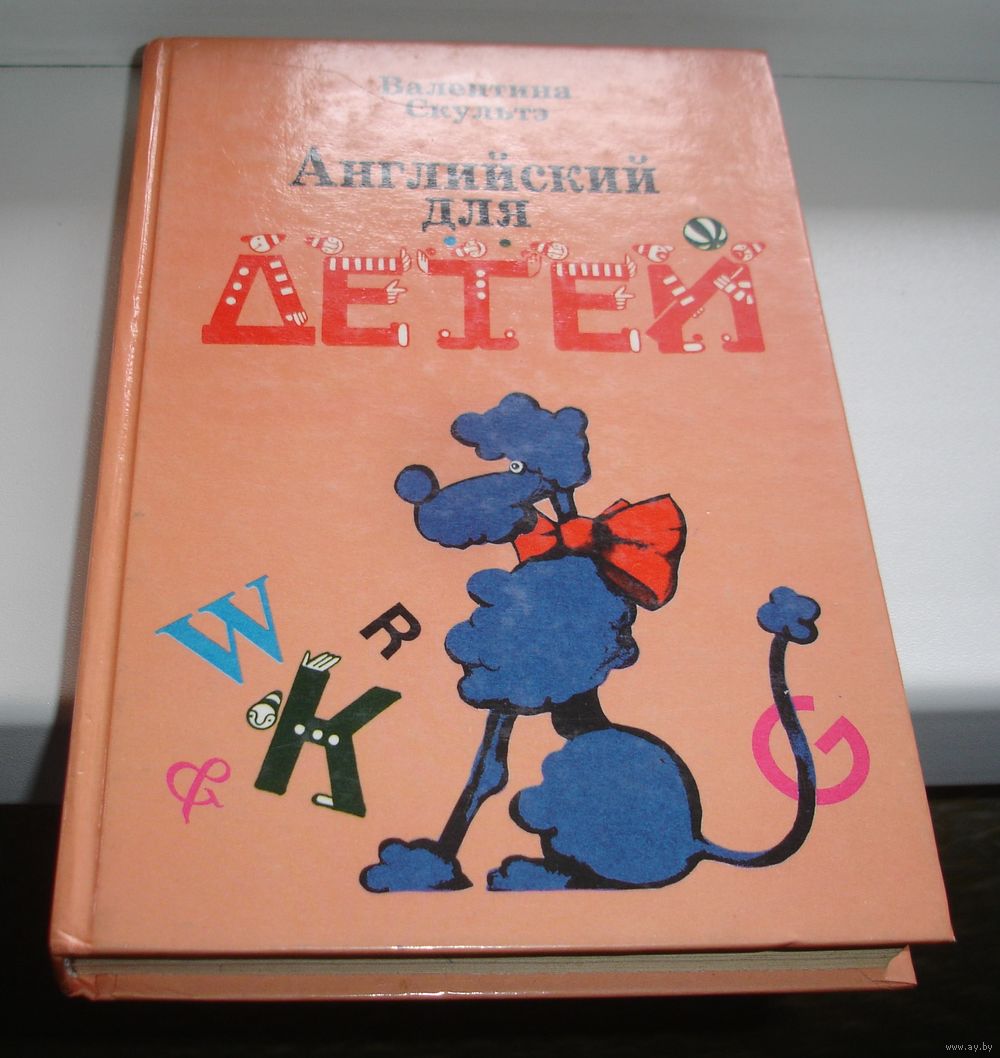 Валентина
Скультэ
Английский
для
ДЕТЕЙ
W
R
K
G
&
www.ay.by